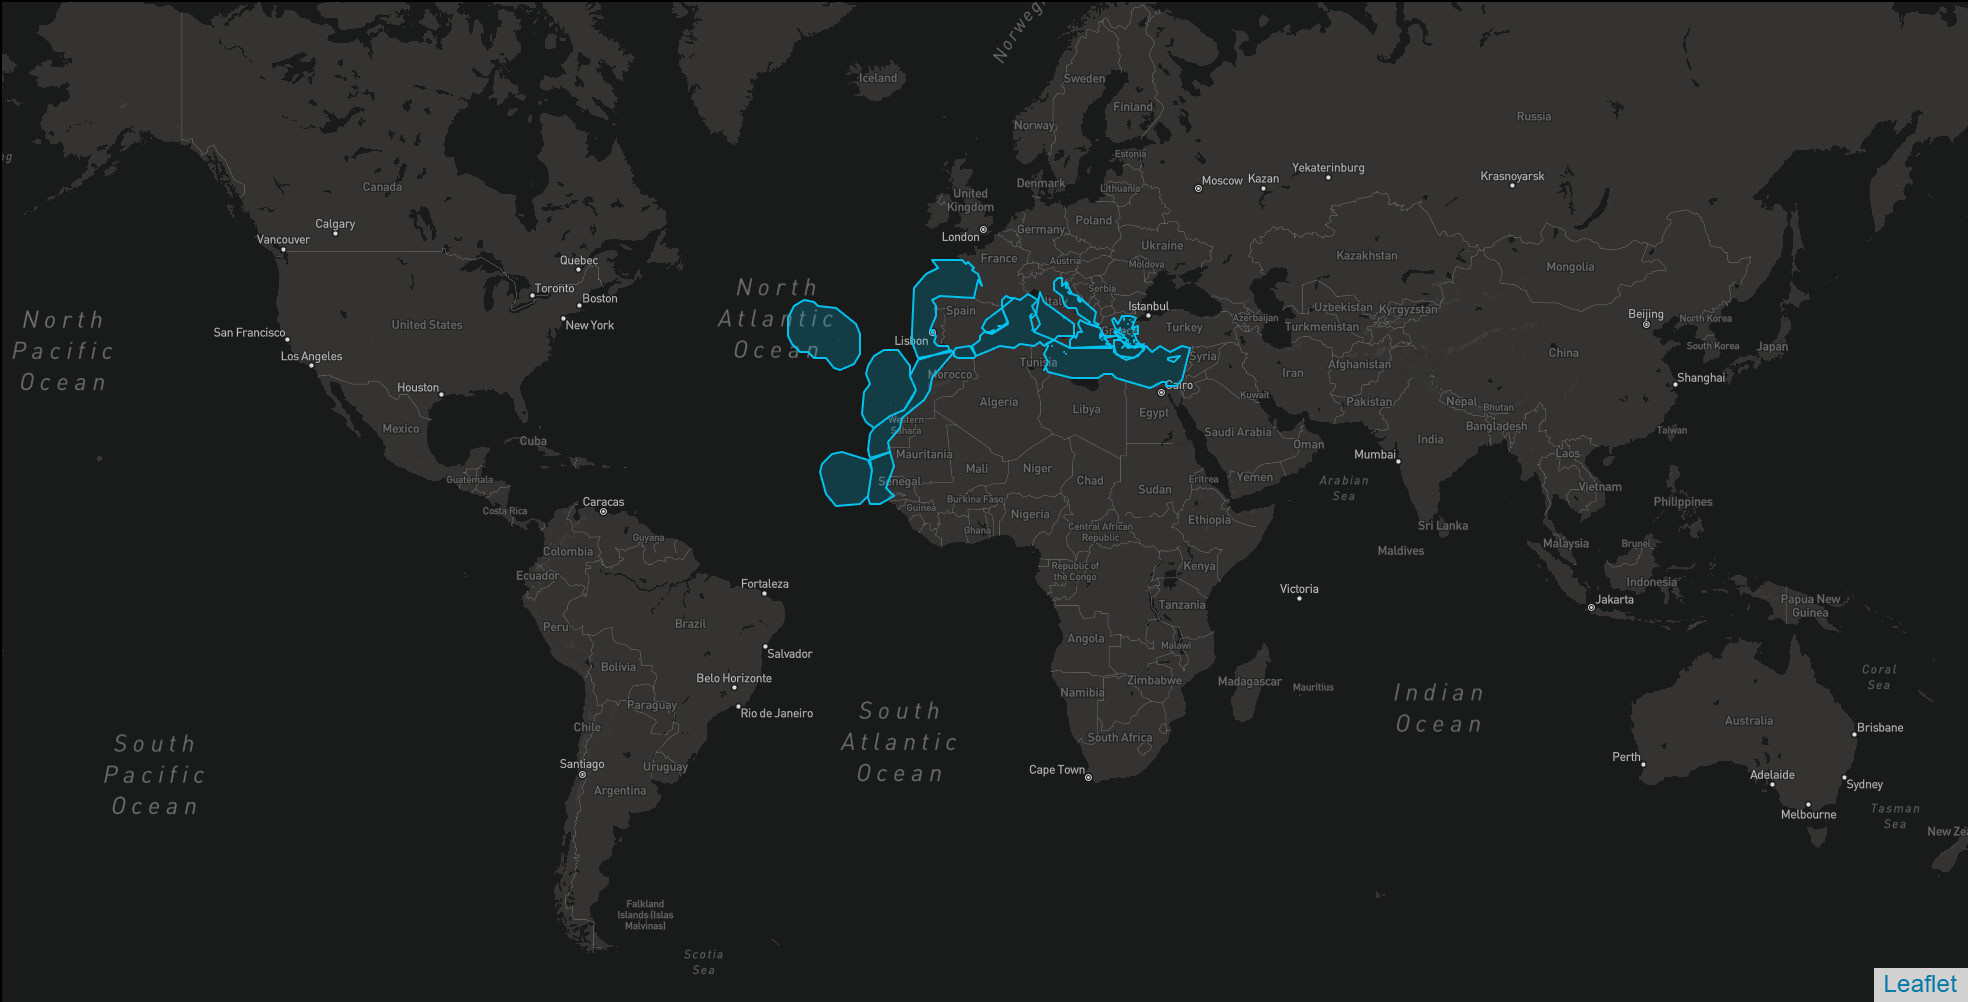 Norweg
Iceland
Sweden
Finland
Norway
Russia
Estonia
ng
Yekaterinburg
Moscow
Kazan
Krasnoyarsk
Canada
Denmark
Lithuania
United
Kingdom
Calgary
Poland
Vancouver
London
Germany
Ukraine
Quebec
France
Austria
Moldova
Kazakhstan
Mongolia
North
Atlantic
Ocean
Toronto
Boston
Serbia
Italy
Istanbul
Uzbekistan
Kyrgyzstan
North
Pacific
Ocean
San Francisco
United States
New York
Spain
Lisbon
Greece
Turkey
Azerbaijan
Turkmenistan
Beijing
North Korea
South Korea
Japan
Los Angeles
China
Syria
Tunisia
Morocco
Iran
Afghanistan
Houston
Cairo
Shanghai
Algeria
Libya
Egypt
Kuwait
Pakistan
Nepal
Bhutan
Mexico
Western
Sahara
Saudi Arabia
Bangladesh
Taiwan
Cuba
Oman
India
Mauritania
Mumbai
Laos
Guatemala
Mali
Niger
Chad
Senegal
Eritrea
Yemen
Arabian
Sea
Sudan
Vietnam
Caracas
Costa Rica
Burkina Faso
Guinea
Nigeria
Philippines
Ghana
Central African
Republic
Ethiopia
Sri Lanka
Guyana
Colombia
Maldives
Malaysia
Brunei
Ecuador
Fortaleza
Republic of
the Congo
Kenya
Victoria
Indonesia
Jakarta
Papua New
Guinea
Tanzania
Peru
Brazil
Angola
Malawi
Salvador
Bolivia
Belo Horizonte
Zimbabwe
Madagascar
Mauritius
Coral
Sea
Namibia
Indian
Ocean
Paraguay
Rio de Janeiro
South
Atlantic
Ocean
Chile
Australia
Brisbane
South Africa
South
Pacific
Ocean
Santiago
Uruguay
Cape Town
Perth
Adelaide
Sydney
Argentina
Melbourne
Tasman
Sea
New Zea
Falkland
Islands (Islas
Malvinas)
Scotia
Sea
Leaflet